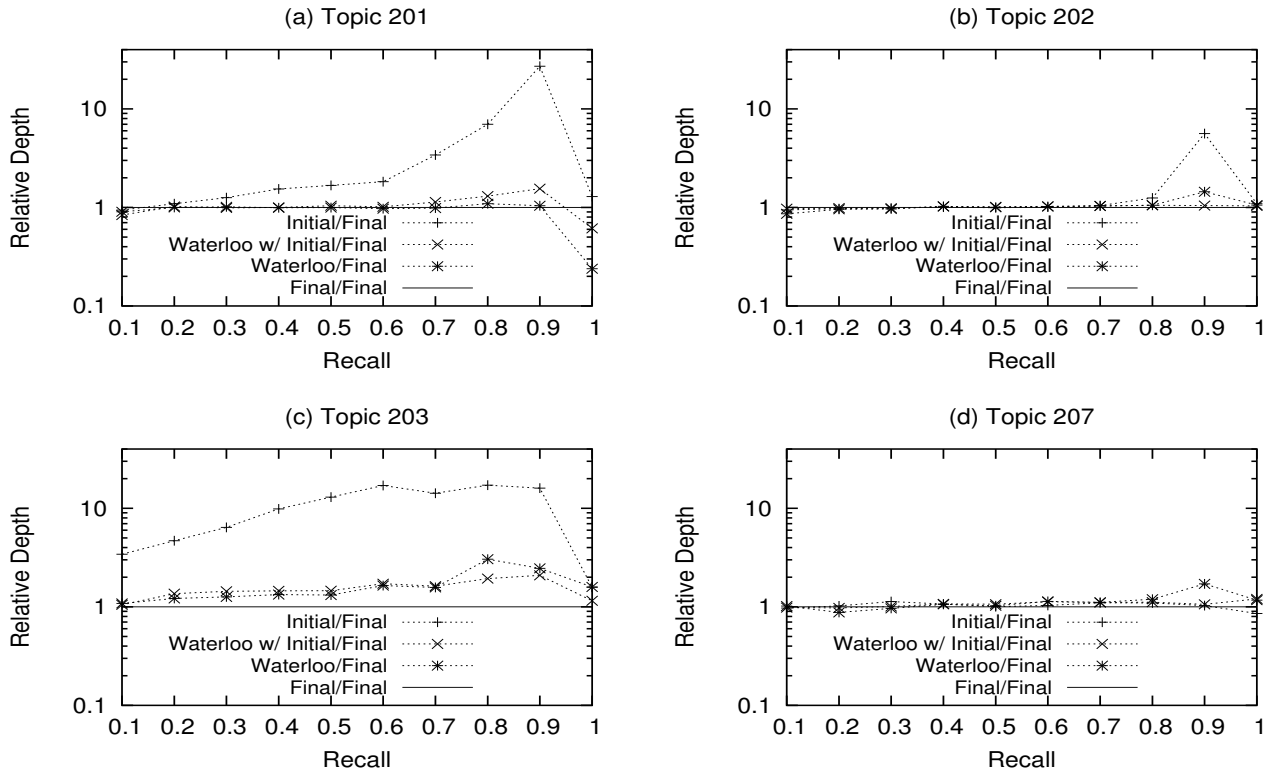 (a) Topic 201
Relative Depth
10
1
0.1
Initial/Final
Waterloo w/ Initial/Final
Waterloo/Final
Final/Final
0.1 0.2 0.3 0.4 0.5 0.6 0.7 0.8 0.9 1
Recall
(b) Topic 202
Relative Depth
10
1
0.1
Initial/Final
Waterloo w/ Initial/Final
Waterloo/Final
Final/Final
0.1 0.2 0.3 0.4 0.5 0.6 0.7 0.8 0.9 1
Recall
(c) Topic 203
Relative Depth
10
1
0.1
Initial/Final
Waterloo w/ Initial/Final
Waterloo/Final
Final/Final
0.1 0.2 0.3 0.4 0.5 0.6 0.7 0.8 0.9 1
Recall
(d) Topic 207
Relative Depth
10
1
0.1
Initial/Final
Waterloo w/ Initial/Final
Waterloo/Final
Final/Final
0.1 0.2 0.3 0.4 0.5 0.6 0.7 0.8 0.9 1
Recall